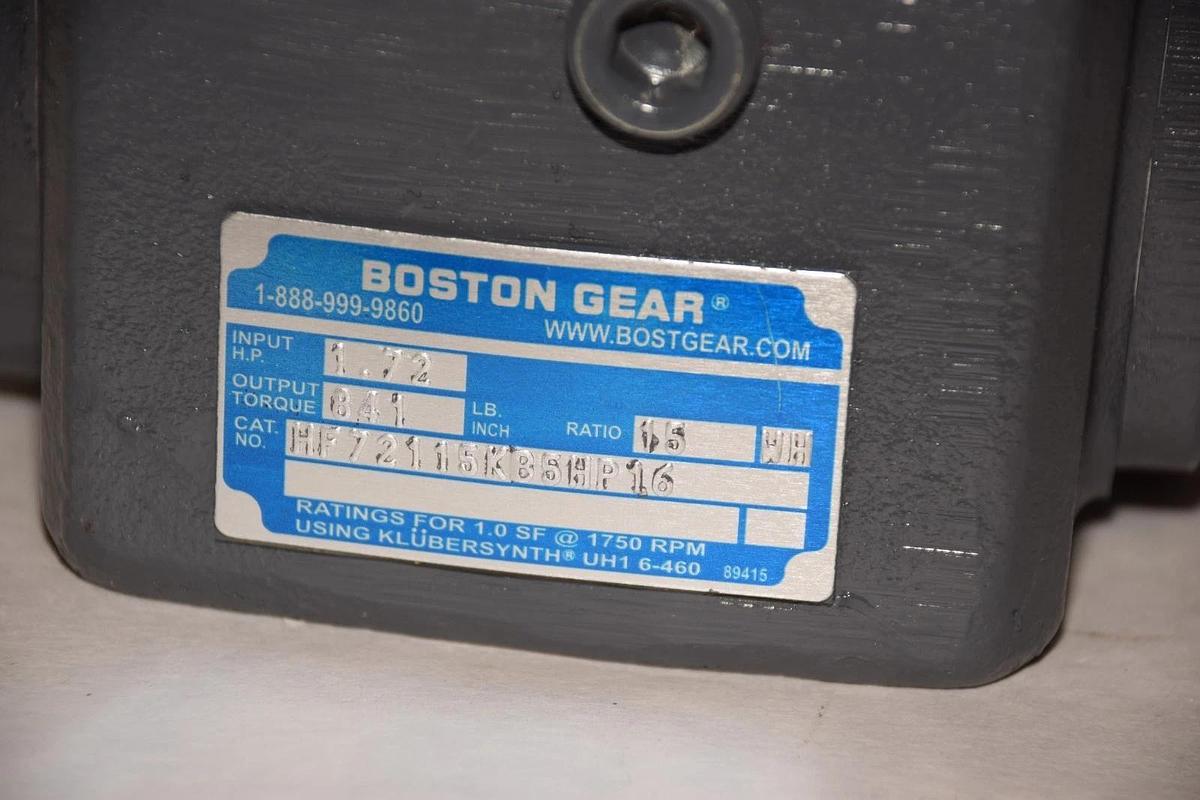 BOSTON GEAR®
1-888-999-9860
WWW.BOSTGEAR.COM
INPUT H.P. 1.72
OUTPUT TORQUE 841 LB. INCH RATIO 15 WH
CAT. NO. HF72115KB5HP16
RATINGS FOR 1.0 SF @ 1750 RPM
USING KLÜBERSYNTH® UH1 6-460 89415